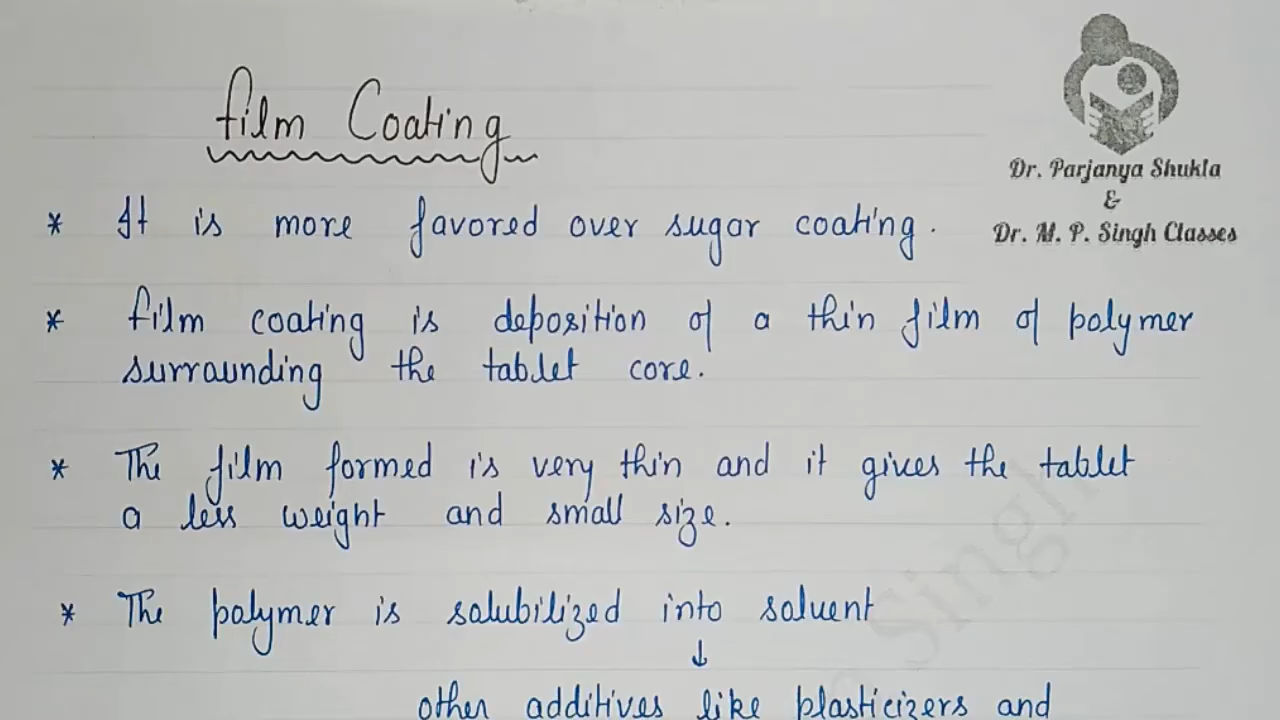 film Coating
Dr. Parjanya Shukla
&
Dr. M. P. Singh Classes
* It is more favored over sugar coating.
* film coating is deposition of a thin film of polymer
surrounding the tablet core.
* The film formed is very thin and it gives the tablet
a less weight and small size.
* The polymer is solubilized into solvent
↓
other additives like plasticizers and
Singh